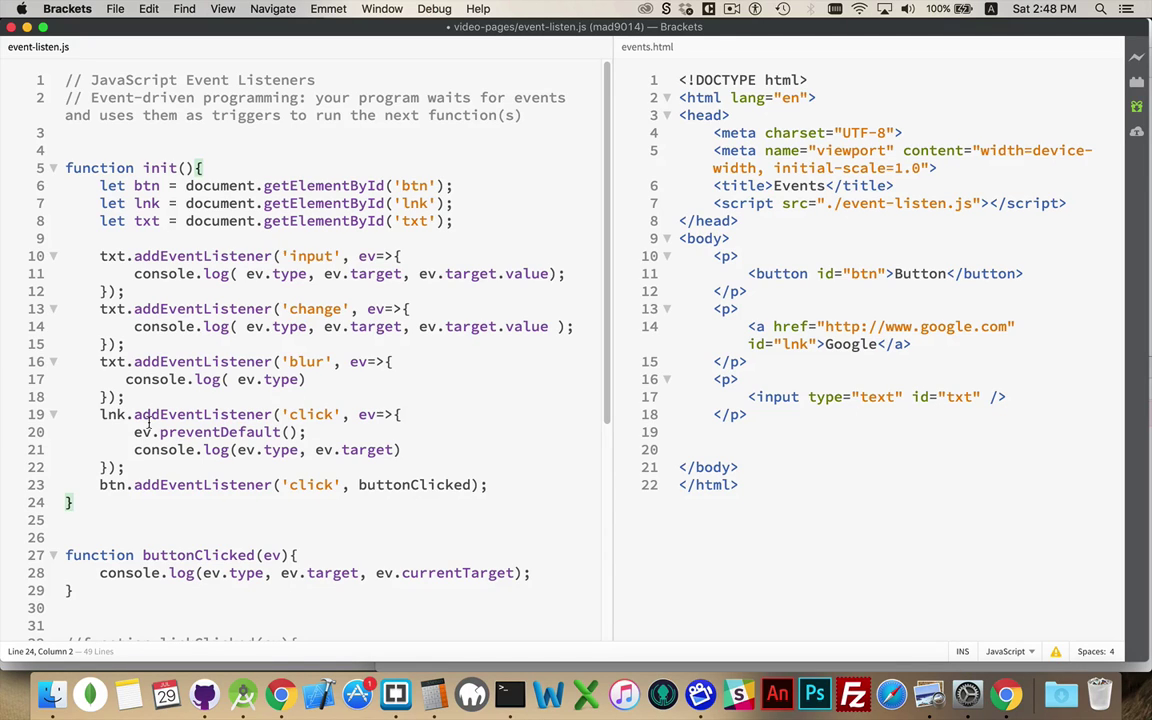 Brackets File Edit Find View Navigate Emmet Window Debug Help 100% A Sat 2:48 PM
• video-pages/event-listen.js (mad9014) — Brackets
event-listen.js
1 // JavaScript Event Listeners
2 // Event-driven programming: your program waits for events
and uses them as triggers to run the next function(s)
3
4
5 function init(){
6 let btn = document.getElementById('btn');
7 let lnk = document.getElementById('lnk');
8 let txt = document.getElementById('txt');
9
10 txt.addEventListener('input', ev=>{
11 console.log( ev.type, ev.target, ev.target.value);
12 });
13 txt.addEventListener('change', ev=>{
14 console.log( ev.type, ev.target, ev.target.value );
15 });
16 txt.addEventListener('blur', ev=>{
17 console.log( ev.type)
18 });
19 lnk.addEventListener('click', ev=>{
20 ev.preventDefault();
21 console.log(ev.type, ev.target)
22 });
23 btn.addEventListener('click', buttonClicked);
24 }
25
26
27 function buttonClicked(ev){
28 console.log(ev.type, ev.target, ev.currentTarget);
29 }
30
31
events.html
1 <!DOCTYPE html>
2 <html lang="en">
3 <head>
4 <meta charset="UTF-8">
5 <meta name="viewport" content="width=device-
width, initial-scale=1.0">
6 <title>Events</title>
7 <script src="./event-listen.js"></script>
8 </head>
9 <body>
10 <p>
11 <button id="btn">Button</button>
12 </p>
13 <p>
14 <a href="http://www.google.com"
id="lnk">Google</a>
15 </p>
16 <p>
17 <input type="text" id="txt" />
18 </p>
19
20
21 </body>
22 </html>
Line 24, Column 2 — 49 Lines
INS JavaScript Spaces: 4
29 1 W X An Ps Fz